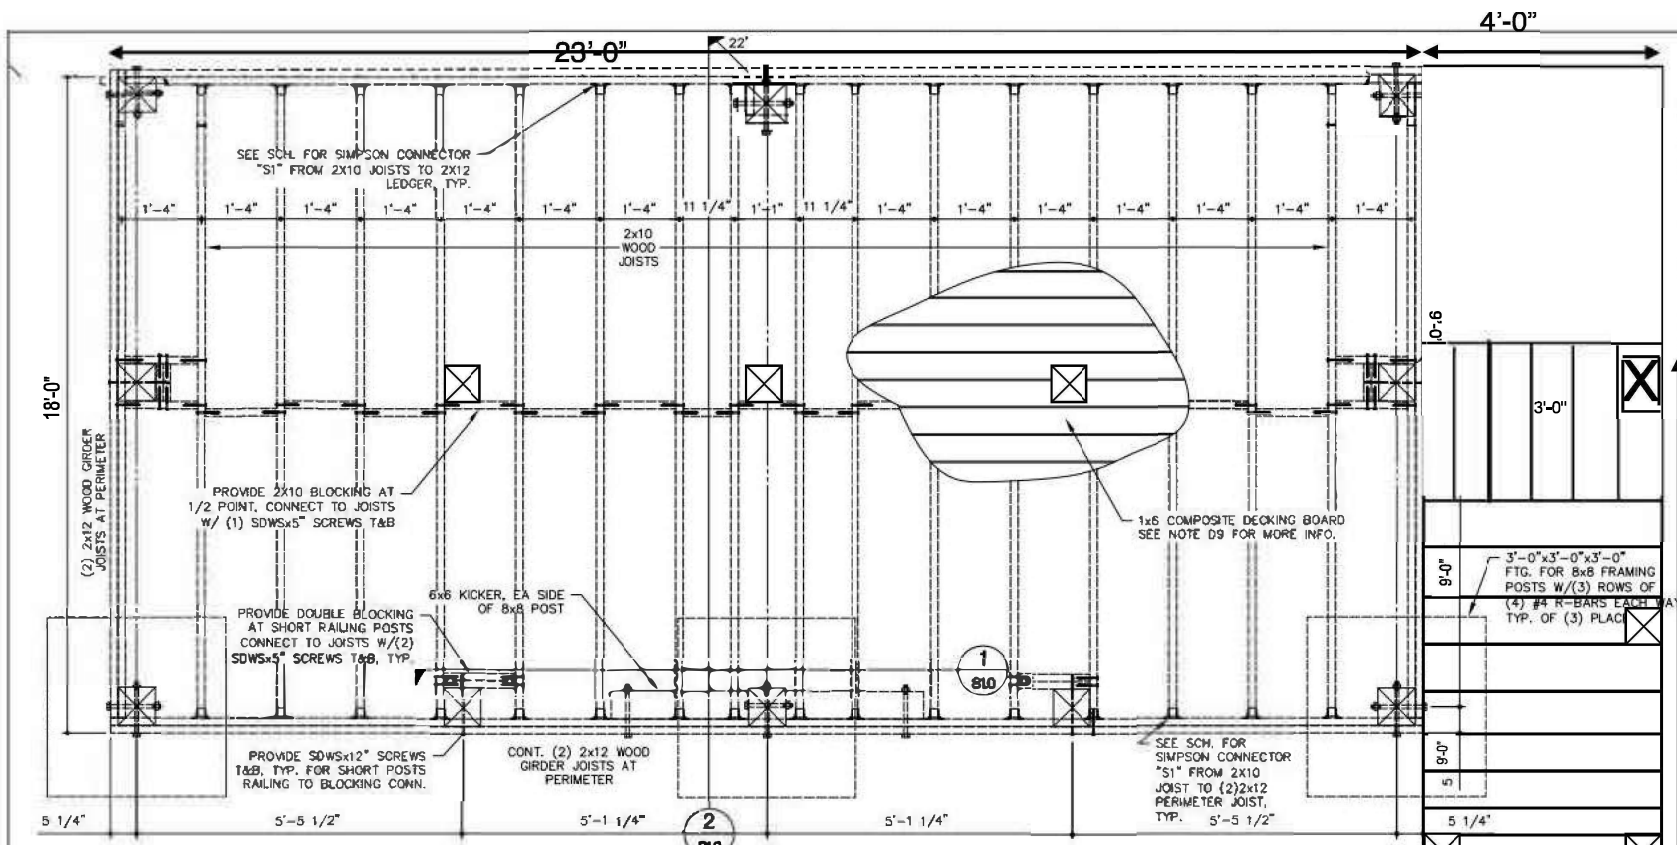 4'-0"
23'-0"
22'
SEE SCH. FOR SIMPSON CONNECTOR
"S1" FROM 2X10 JOISTS TO 2X12
LEDGER, TYP.
1'-4"
1'-4"
1'-4"
1'-4"
1'-4"
1'-4"
1'-4"
11 1/4"
1'-1"
11 1/4"
1'-4"
1'-4"
1'-4"
1'-4"
1'-4"
1'-4"
1'-4"
2x10
WOOD
JOISTS
18'-0"
(2) 2x12 WOOD GIRDER
JOISTS AT PERIMETER
3'-0"
X
PROVIDE 2X10 BLOCKING AT
1/2 POINT, CONNECT TO JOISTS
W/ (1) SDWSx5" SCREWS T&B
1x6 COMPOSITE DECKING BOARD
SEE NOTE D9 FOR MORE INFO.
9'-0"
3'-0"x3'-0"x3'-0"
FTG. FOR 8x8 FRAMING
POSTS W/(3) ROWS OF
(4) #4 R-BARS EACH WAY
TYP. OF (3) PLAC
6x6 KICKER, EA SIDE
OF 8x8 POST
PROVIDE DOUBLE BLOCKING
AT SHORT RAILING POSTS
CONNECT TO JOISTS W/(2)
SDWSx5" SCREWS T&B, TYP.
1
S1.0
PROVIDE SDWSx12" SCREWS
T&B, TYP. FOR SHORT POSTS
RAILING TO BLOCKING CONN.
CONT. (2) 2x12 WOOD
GIRDER JOISTS AT
PERIMETER
SEE SCH. FOR
SIMPSON CONNECTOR
"S1" FROM 2X10
JOIST TO (2)2x12
PERIMETER JOIST,
TYP.
9'-0"
5
5 1/4"
5'-5 1/2"
5'-1 1/4"
2
5'-1 1/4"
5'-5 1/2"
5 1/4"